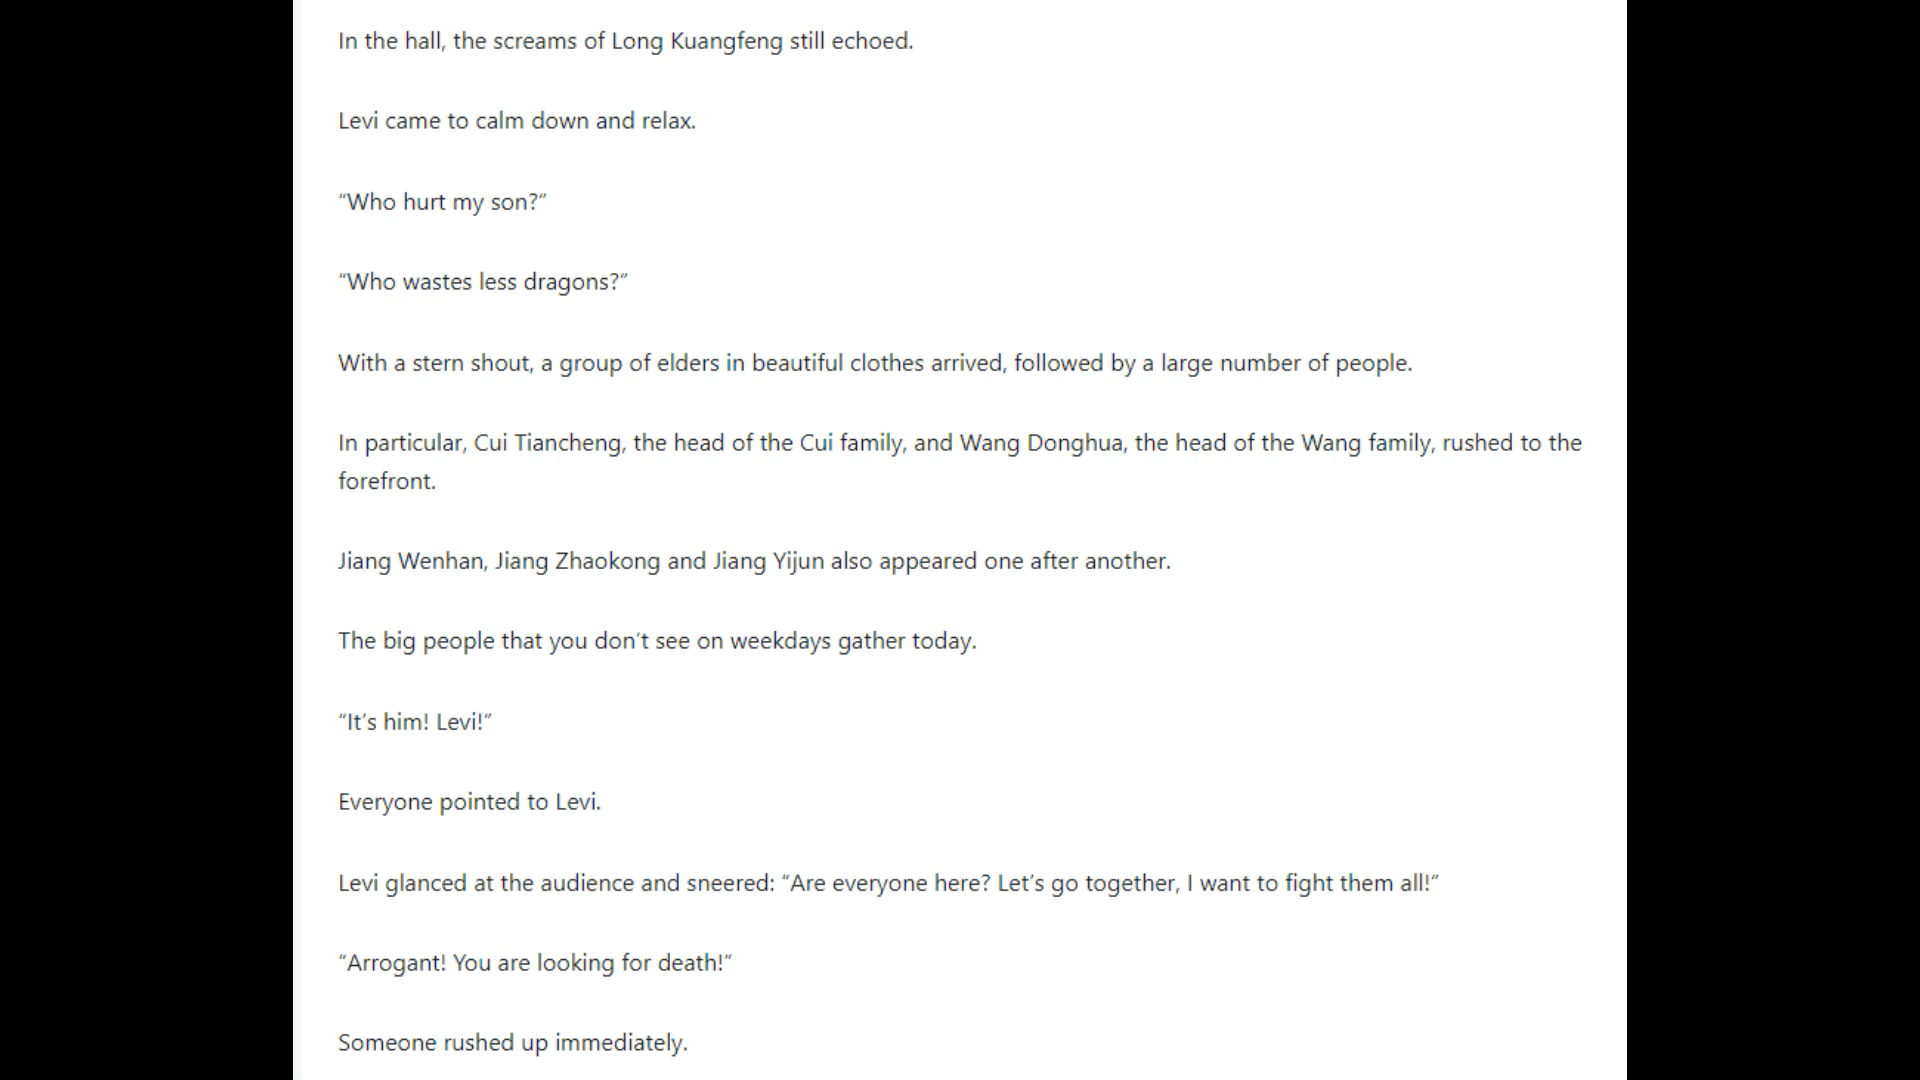 In the hall, the screams of Long Kuangfeng still echoed.
Levi came to calm down and relax.
“Who hurt my son?”
“Who wastes less dragons?”
With a stern shout, a group of elders in beautiful clothes arrived, followed by a large number of people.
In particular, Cui Tiancheng, the head of the Cui family, and Wang Donghua, the head of the Wang family, rushed to the
forefront.
Jiang Wenhan, Jiang Zhaokong and Jiang Yijun also appeared one after another.
The big people that you don’t see on weekdays gather today.
“It’s him! Levi!”
Everyone pointed to Levi.
Levi glanced at the audience and sneered: “Are everyone here? Let’s go together, I want to fight them all!”
“Arrogant! You are looking for death!”
Someone rushed up immediately.